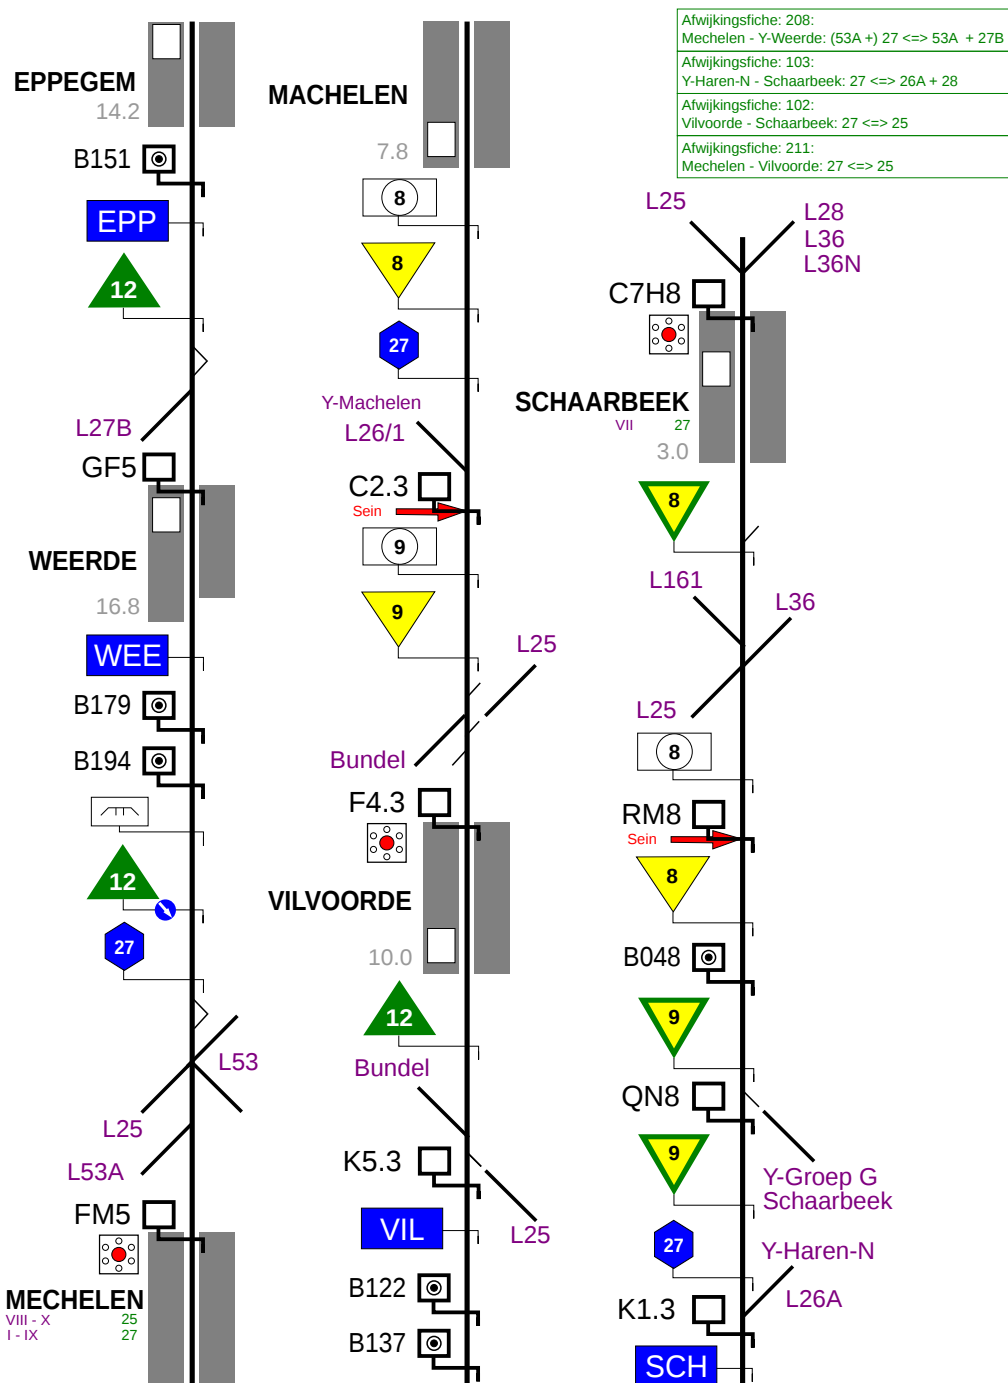 EPPEGEM
14.2
B151
EPP
12
L27B
GF5
WEERDE
16.8
WEE
B179
B194
12
27
L53
L25
L53A
FM5
MECHELEN
VIII - X 25
I - IX 27
MACHELEN
7.8
8
8
27
Y-Machelen
L26/1
C2.3
Sein
9
9
L25
Bundel
F4.3
VILVOORDE
10.0
12
Bundel
K5.3
L25
VIL
B122
B137
Afwijkingsfiche: 208:
Mechelen - Y-Weerde: (53A +) 27 <=> 53A + 27B
Afwijkingsfiche: 103:
Y-Haren-N - Schaarbeek: 27 <=> 26A + 28
Afwijkingsfiche: 102:
Vilvoorde - Schaarbeek: 27 <=> 25
Afwijkingsfiche: 211:
Mechelen - Vilvoorde: 27 <=> 25
L25
L28
L36
L36N
C7H8
SCHAARBEEK
VII 27
3.0
8
L161
L36
L25
8
RM8
Sein
8
B048
9
QN8
9
Y-Groep G
Schaarbeek
27
Y-Haren-N
L26A
K1.3
SCH